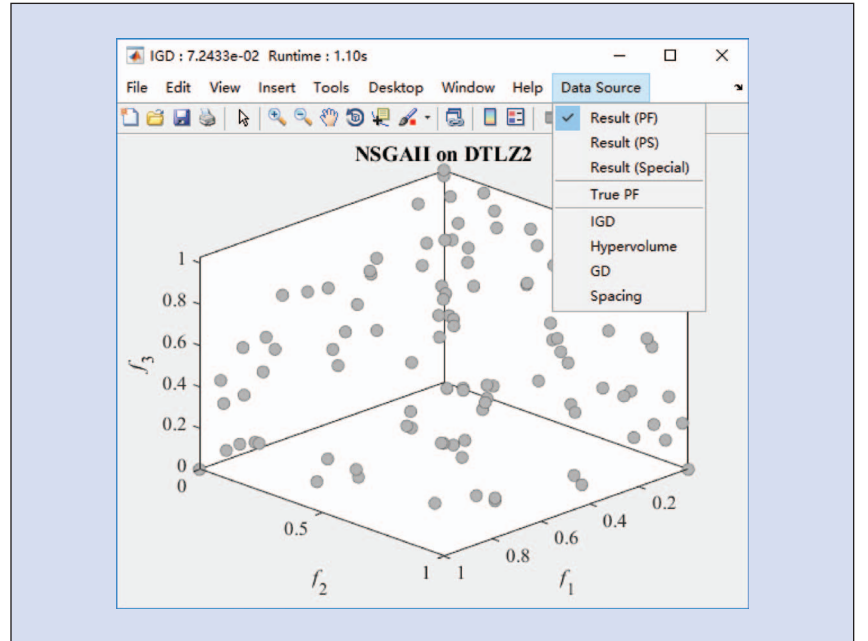 IGD : 7.2433e-02 Runtime : 1.10s
File Edit View Insert Tools Desktop Window Help Data Source
Result (PF)
Result (PS)
Result (Special)
True PF
IGD
Hypervolume
GD
Spacing
NSGAII on DTLZ2
1
0.8
0.6
0.4
0.2
0
f3
0
0.5
1
f2
1
0.8
0.6
0.4
0.2
f1